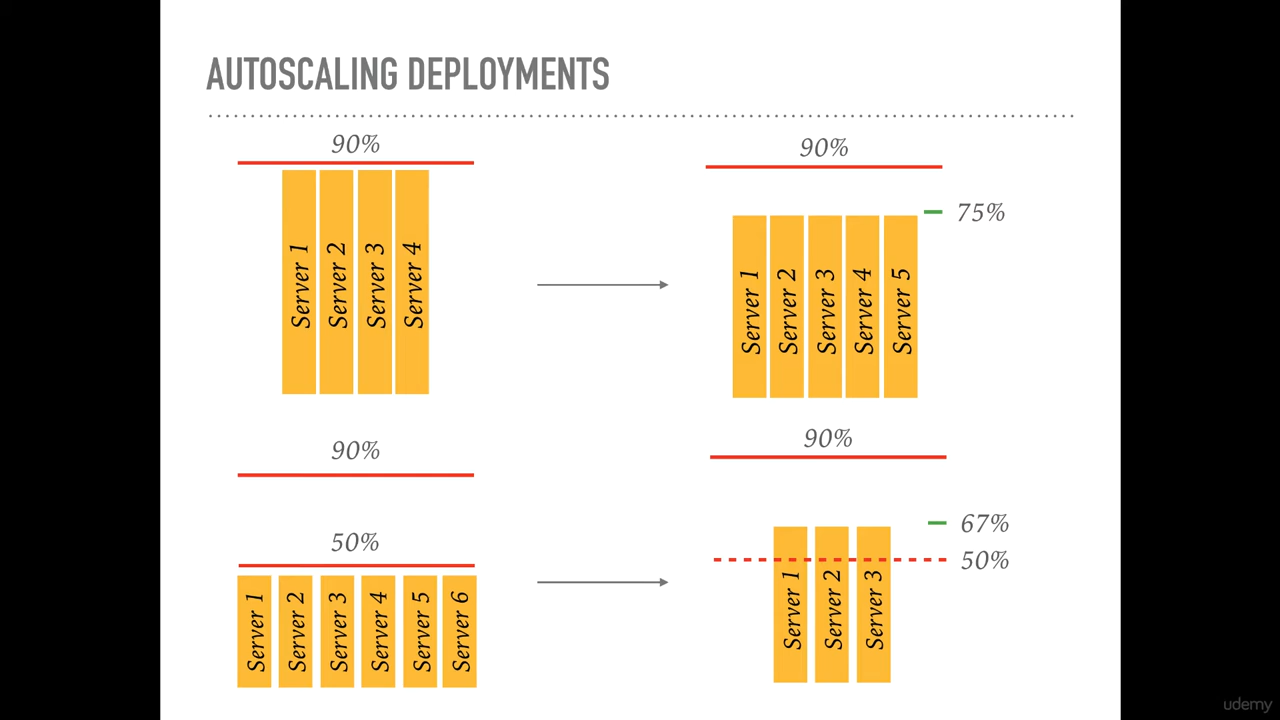 AUTOSCALING DEPLOYMENTS
90%
Server 1
Server 2
Server 3
Server 4
90%
75%
Server 1
Server 2
Server 3
Server 4
Server 5
90%
50%
Server 1
Server 2
Server 3
Server 4
Server 5
Server 6
90%
67%
50%
Server 1
Server 2
Server 3
udemy